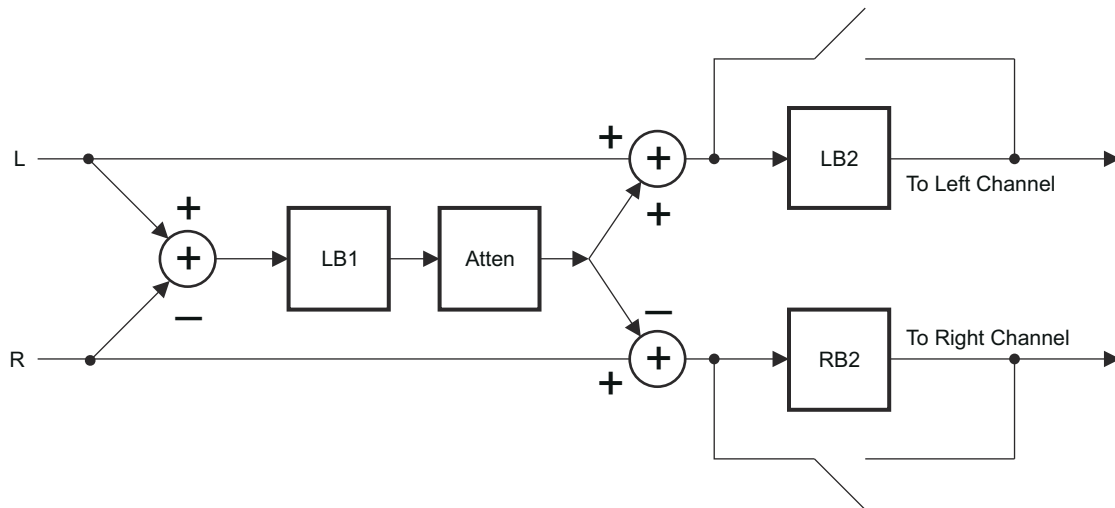 L
+
+
+
+
LB2
To Left Channel
+
−
LB1
Atten
R
−
+
+
RB2
To Right Channel